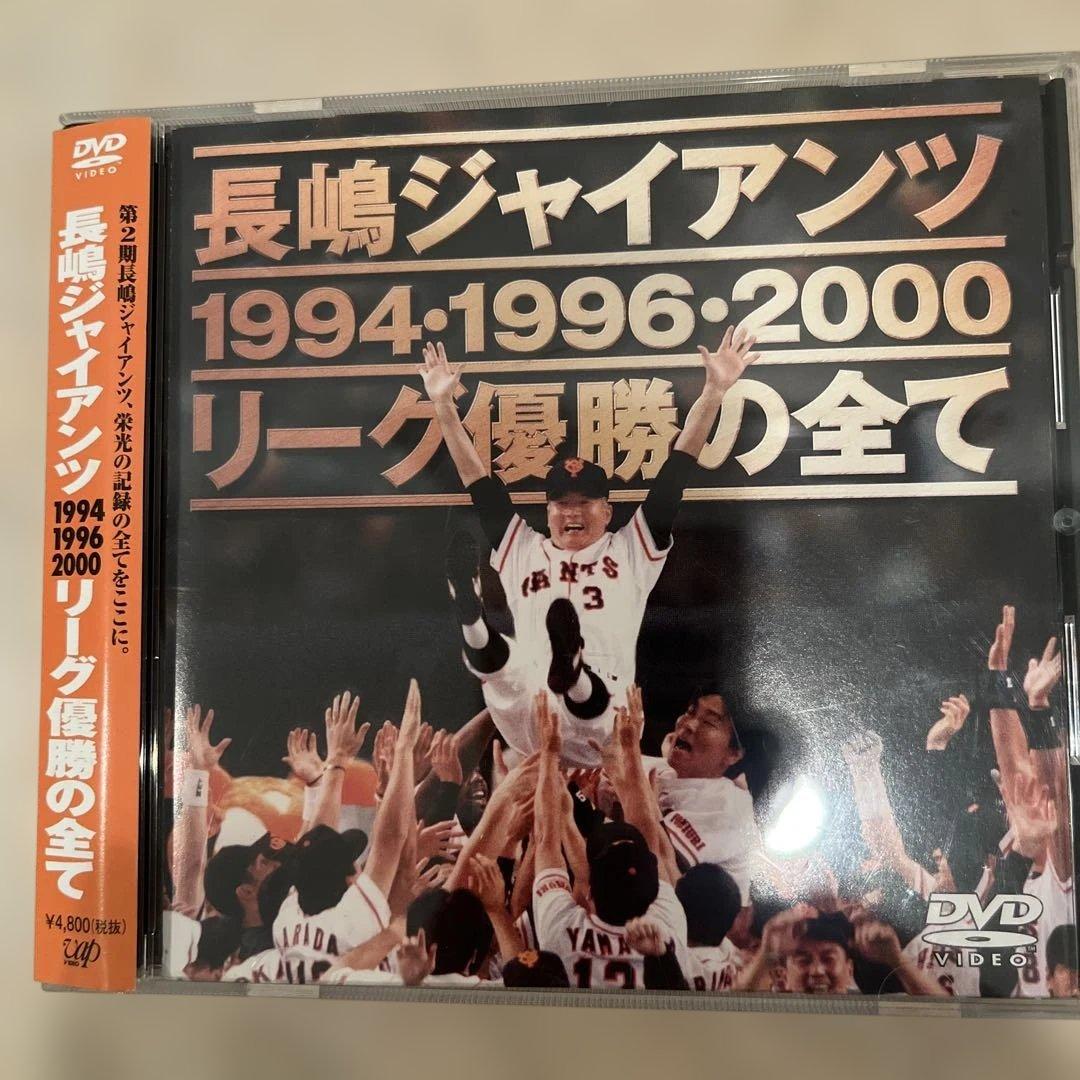 DVD
VIDEO
第2期長嶋ジャイアンツ、栄光の記録の全てをここに。
長嶋ジャイアンツ
1994
1996
2000
リーグ優勝の全て
¥4,800(税抜)
vap
VIDEO
長嶋ジャイアンツ
1994・1996・2000
リーグ優勝の全て
GIANTS
3
YAMA
13
DVD
VIDEO